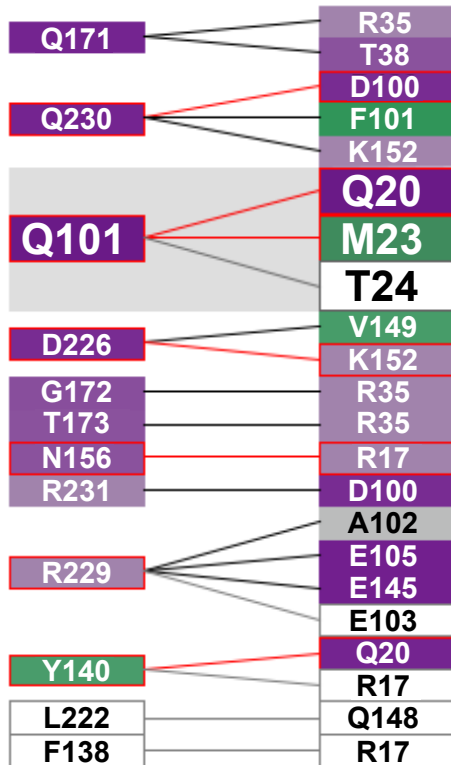 Q171
R35
T38
Q230
D100
F101
K152
Q101
Q20
M23
T24
D226
V149
K152
G172
R35
T173
R35
N156
R17
R231
D100
R229
A102
E105
E145
E103
Y140
Q20
R17
L222
Q148
F138
R17